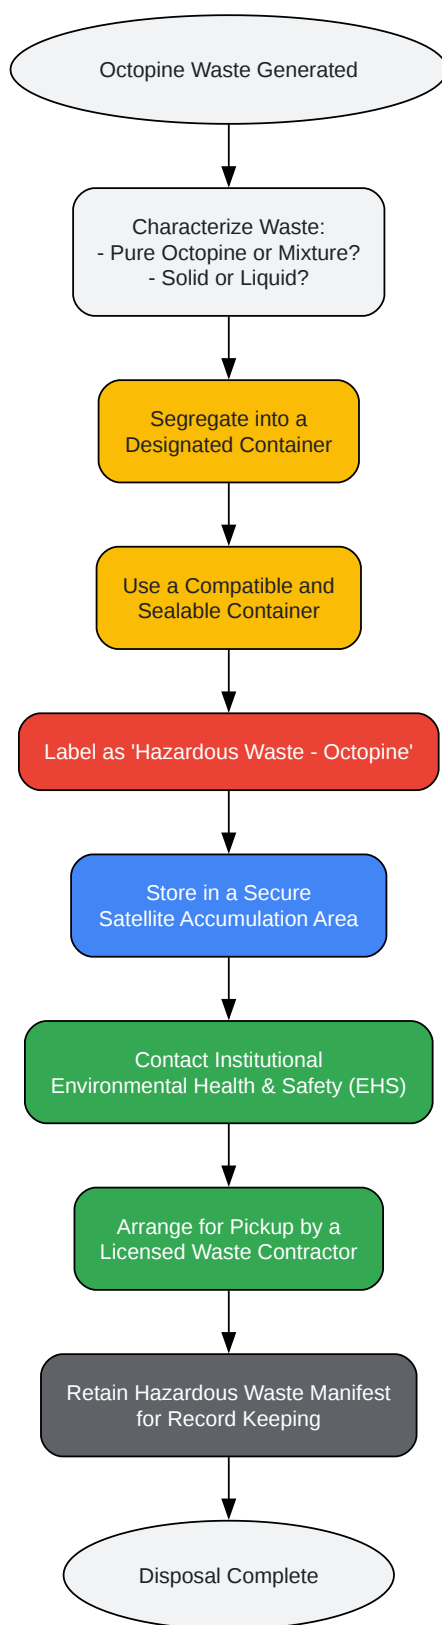 Octopine Waste Generated
Characterize Waste:
- Pure Octopine or Mixture?
- Solid or Liquid?
Segregate into a
Designated Container
Use a Compatible and
Sealable Container
Label as 'Hazardous Waste - Octopine'
Store in a Secure
Satellite Accumulation Area
Contact Institutional
Environmental Health & Safety (EHS)
Arrange for Pickup by a
Licensed Waste Contractor
Retain Hazardous Waste Manifest
for Record Keeping
Disposal Complete